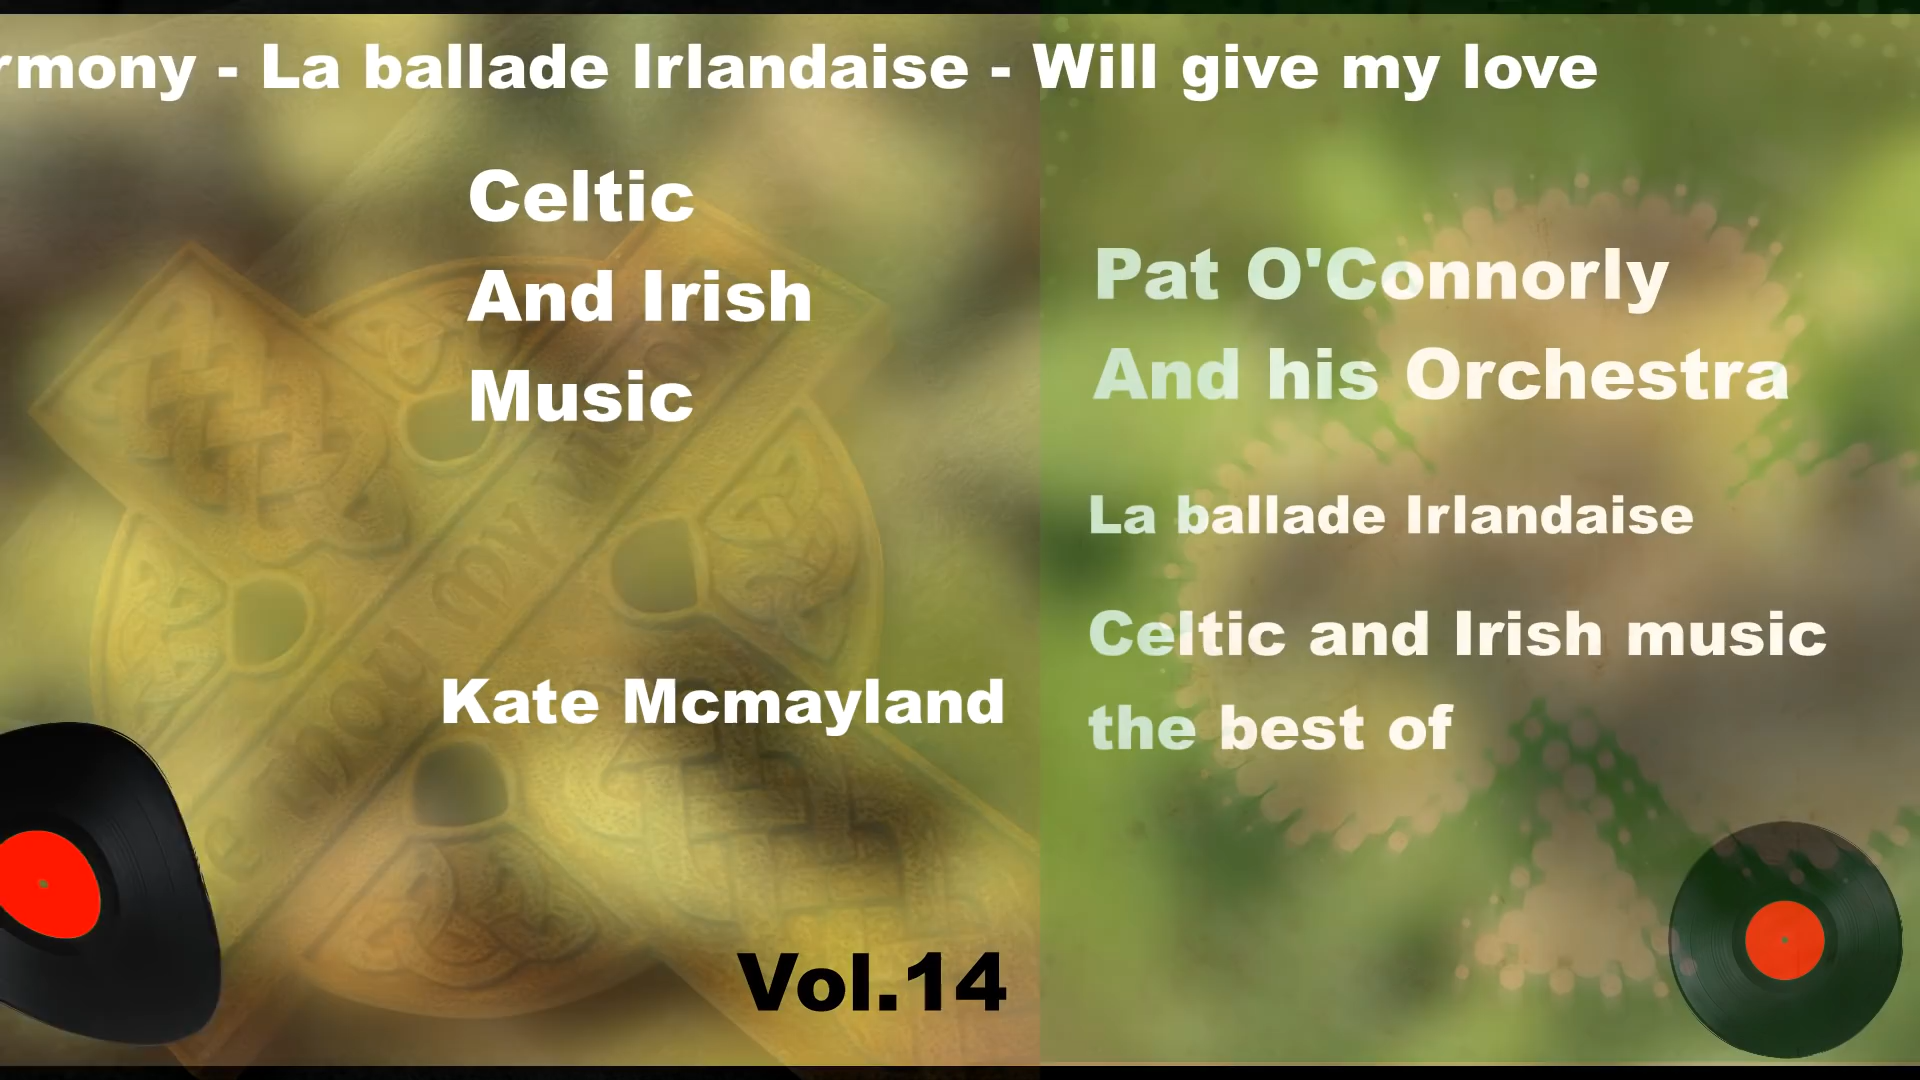 rmony - La ballade Irlandaise - Will give my love
Celtic
And Irish
Music
Kate Mcmayland
Vol.14
Pat O'Connorly
And his Orchestra
La ballade Irlandaise
Celtic and Irish music
the best of